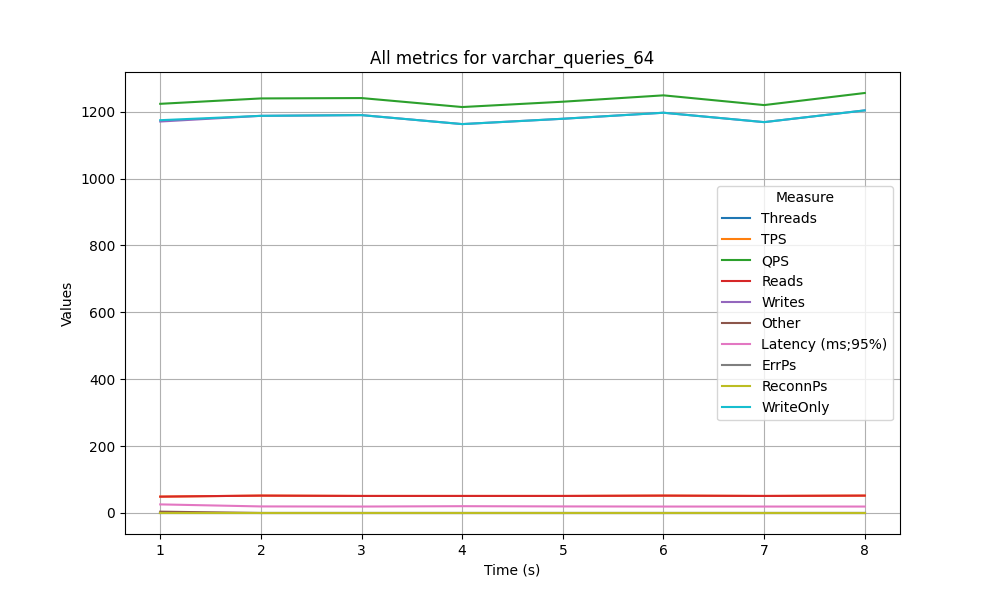 All metrics for varchar_queries_64
1200
1000
800
600
400
200
0
Values
Measure
Threads
TPS
QPS
Reads
Writes
Other
Latency (ms;95%)
ErrPs
ReconnPs
WriteOnly
1 2 3 4 5 6 7 8
Time (s)